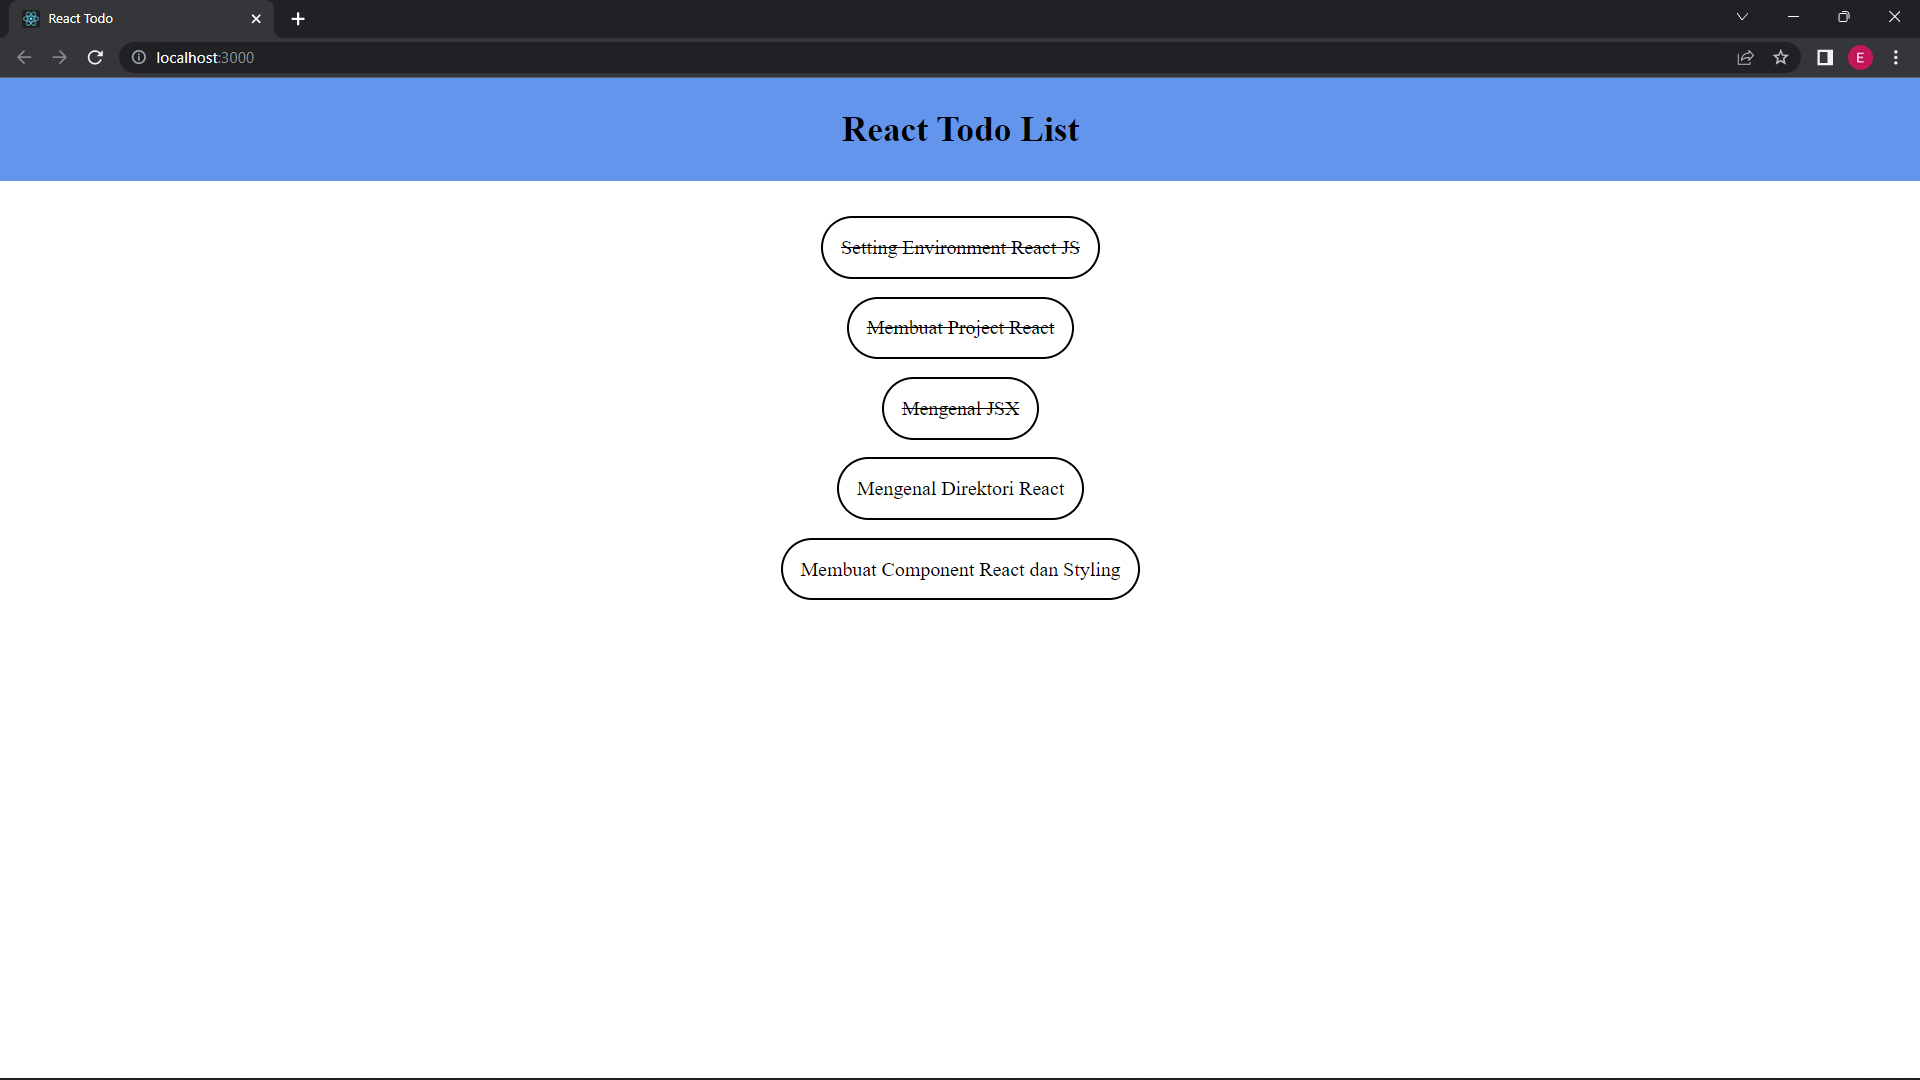 React Todo
localhost:3000
E
React Todo List
Setting Environment React JS
Membuat Project React
Mengenal JSX
Mengenal Direktori React
Membuat Component React dan Styling